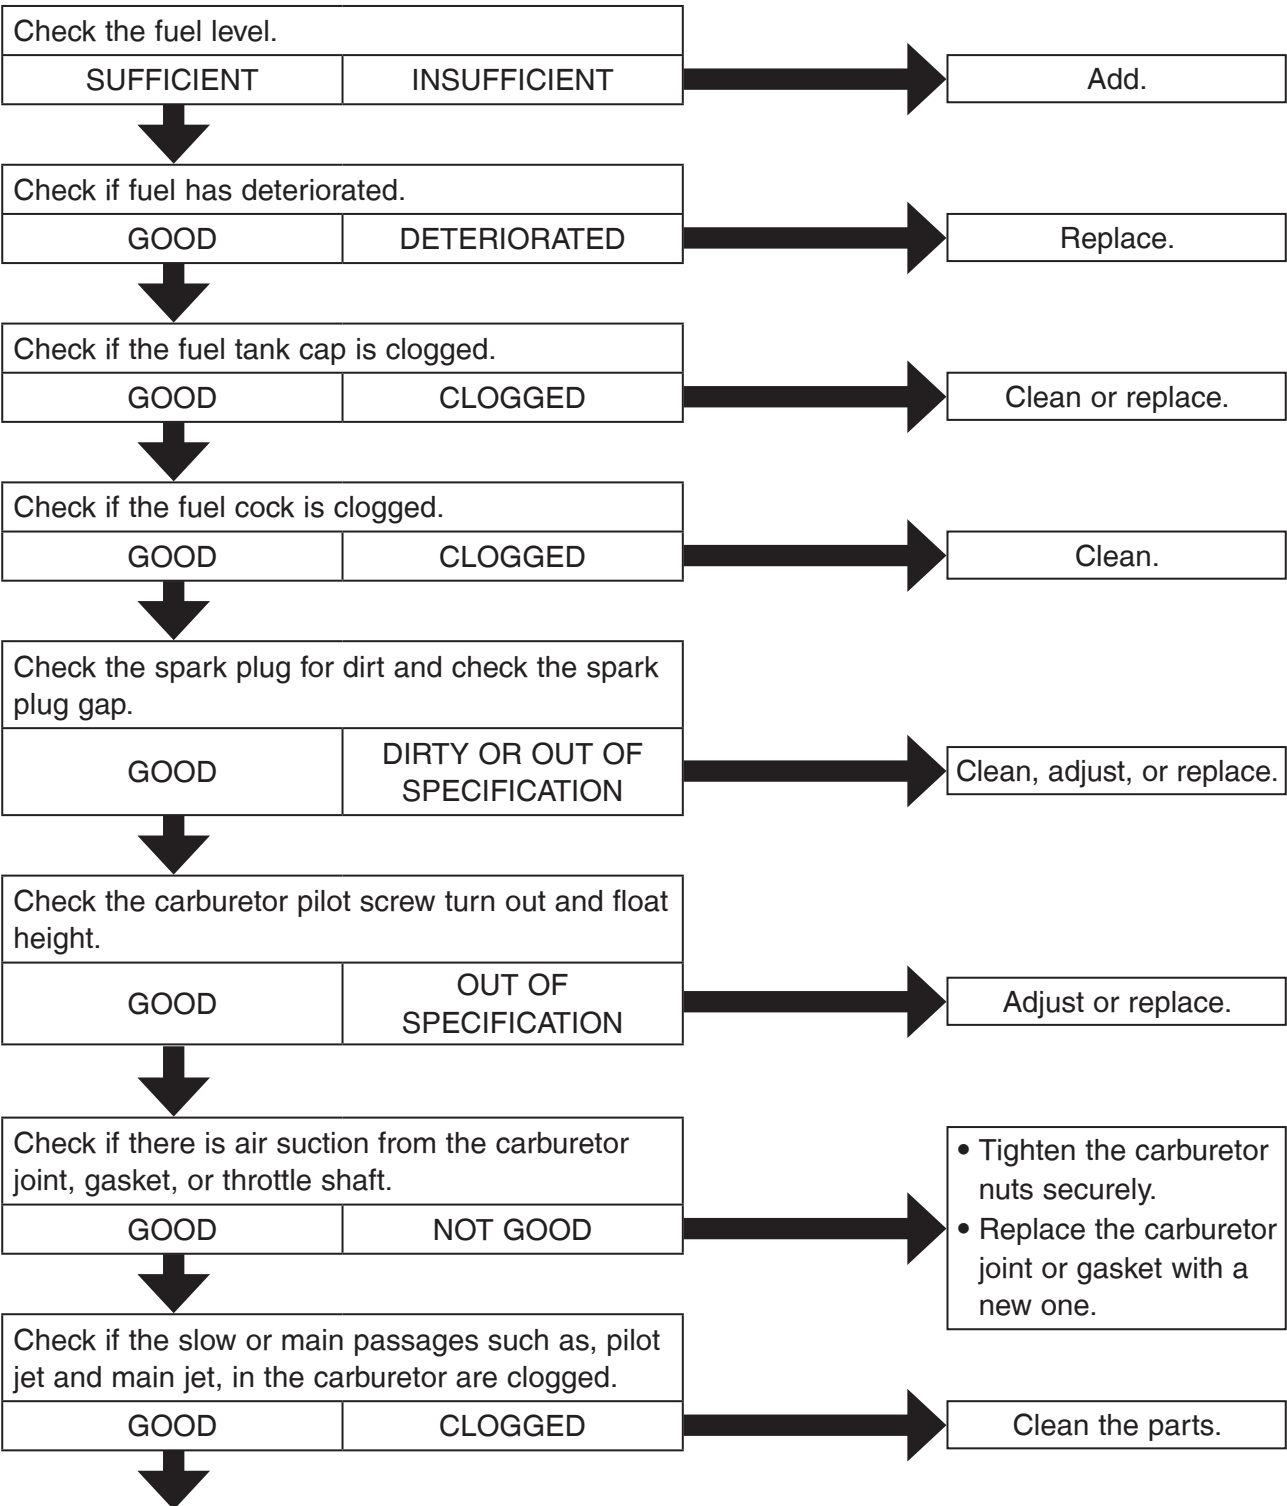 Check the fuel level.
SUFFICIENT
INSUFFICIENT
Add.
Check if fuel has deteriorated.
GOOD
DETERIORATED
Replace.
Check if the fuel tank cap is clogged.
GOOD
CLOGGED
Clean or replace.
Check if the fuel cock is clogged.
GOOD
CLOGGED
Clean.
Check the spark plug for dirt and check the spark
plug gap.
GOOD
DIRTY OR OUT OF
SPECIFICATION
Clean, adjust, or replace.
Check the carburetor pilot screw turn out and float
height.
GOOD
OUT OF
SPECIFICATION
Adjust or replace.
Check if there is air suction from the carburetor
joint, gasket, or throttle shaft.
GOOD
NOT GOOD
• Tighten the carburetor
nuts securely.
• Replace the carburetor
joint or gasket with a
new one.
Check if the slow or main passages such as, pilot
jet and main jet, in the carburetor are clogged.
GOOD
CLOGGED
Clean the parts.